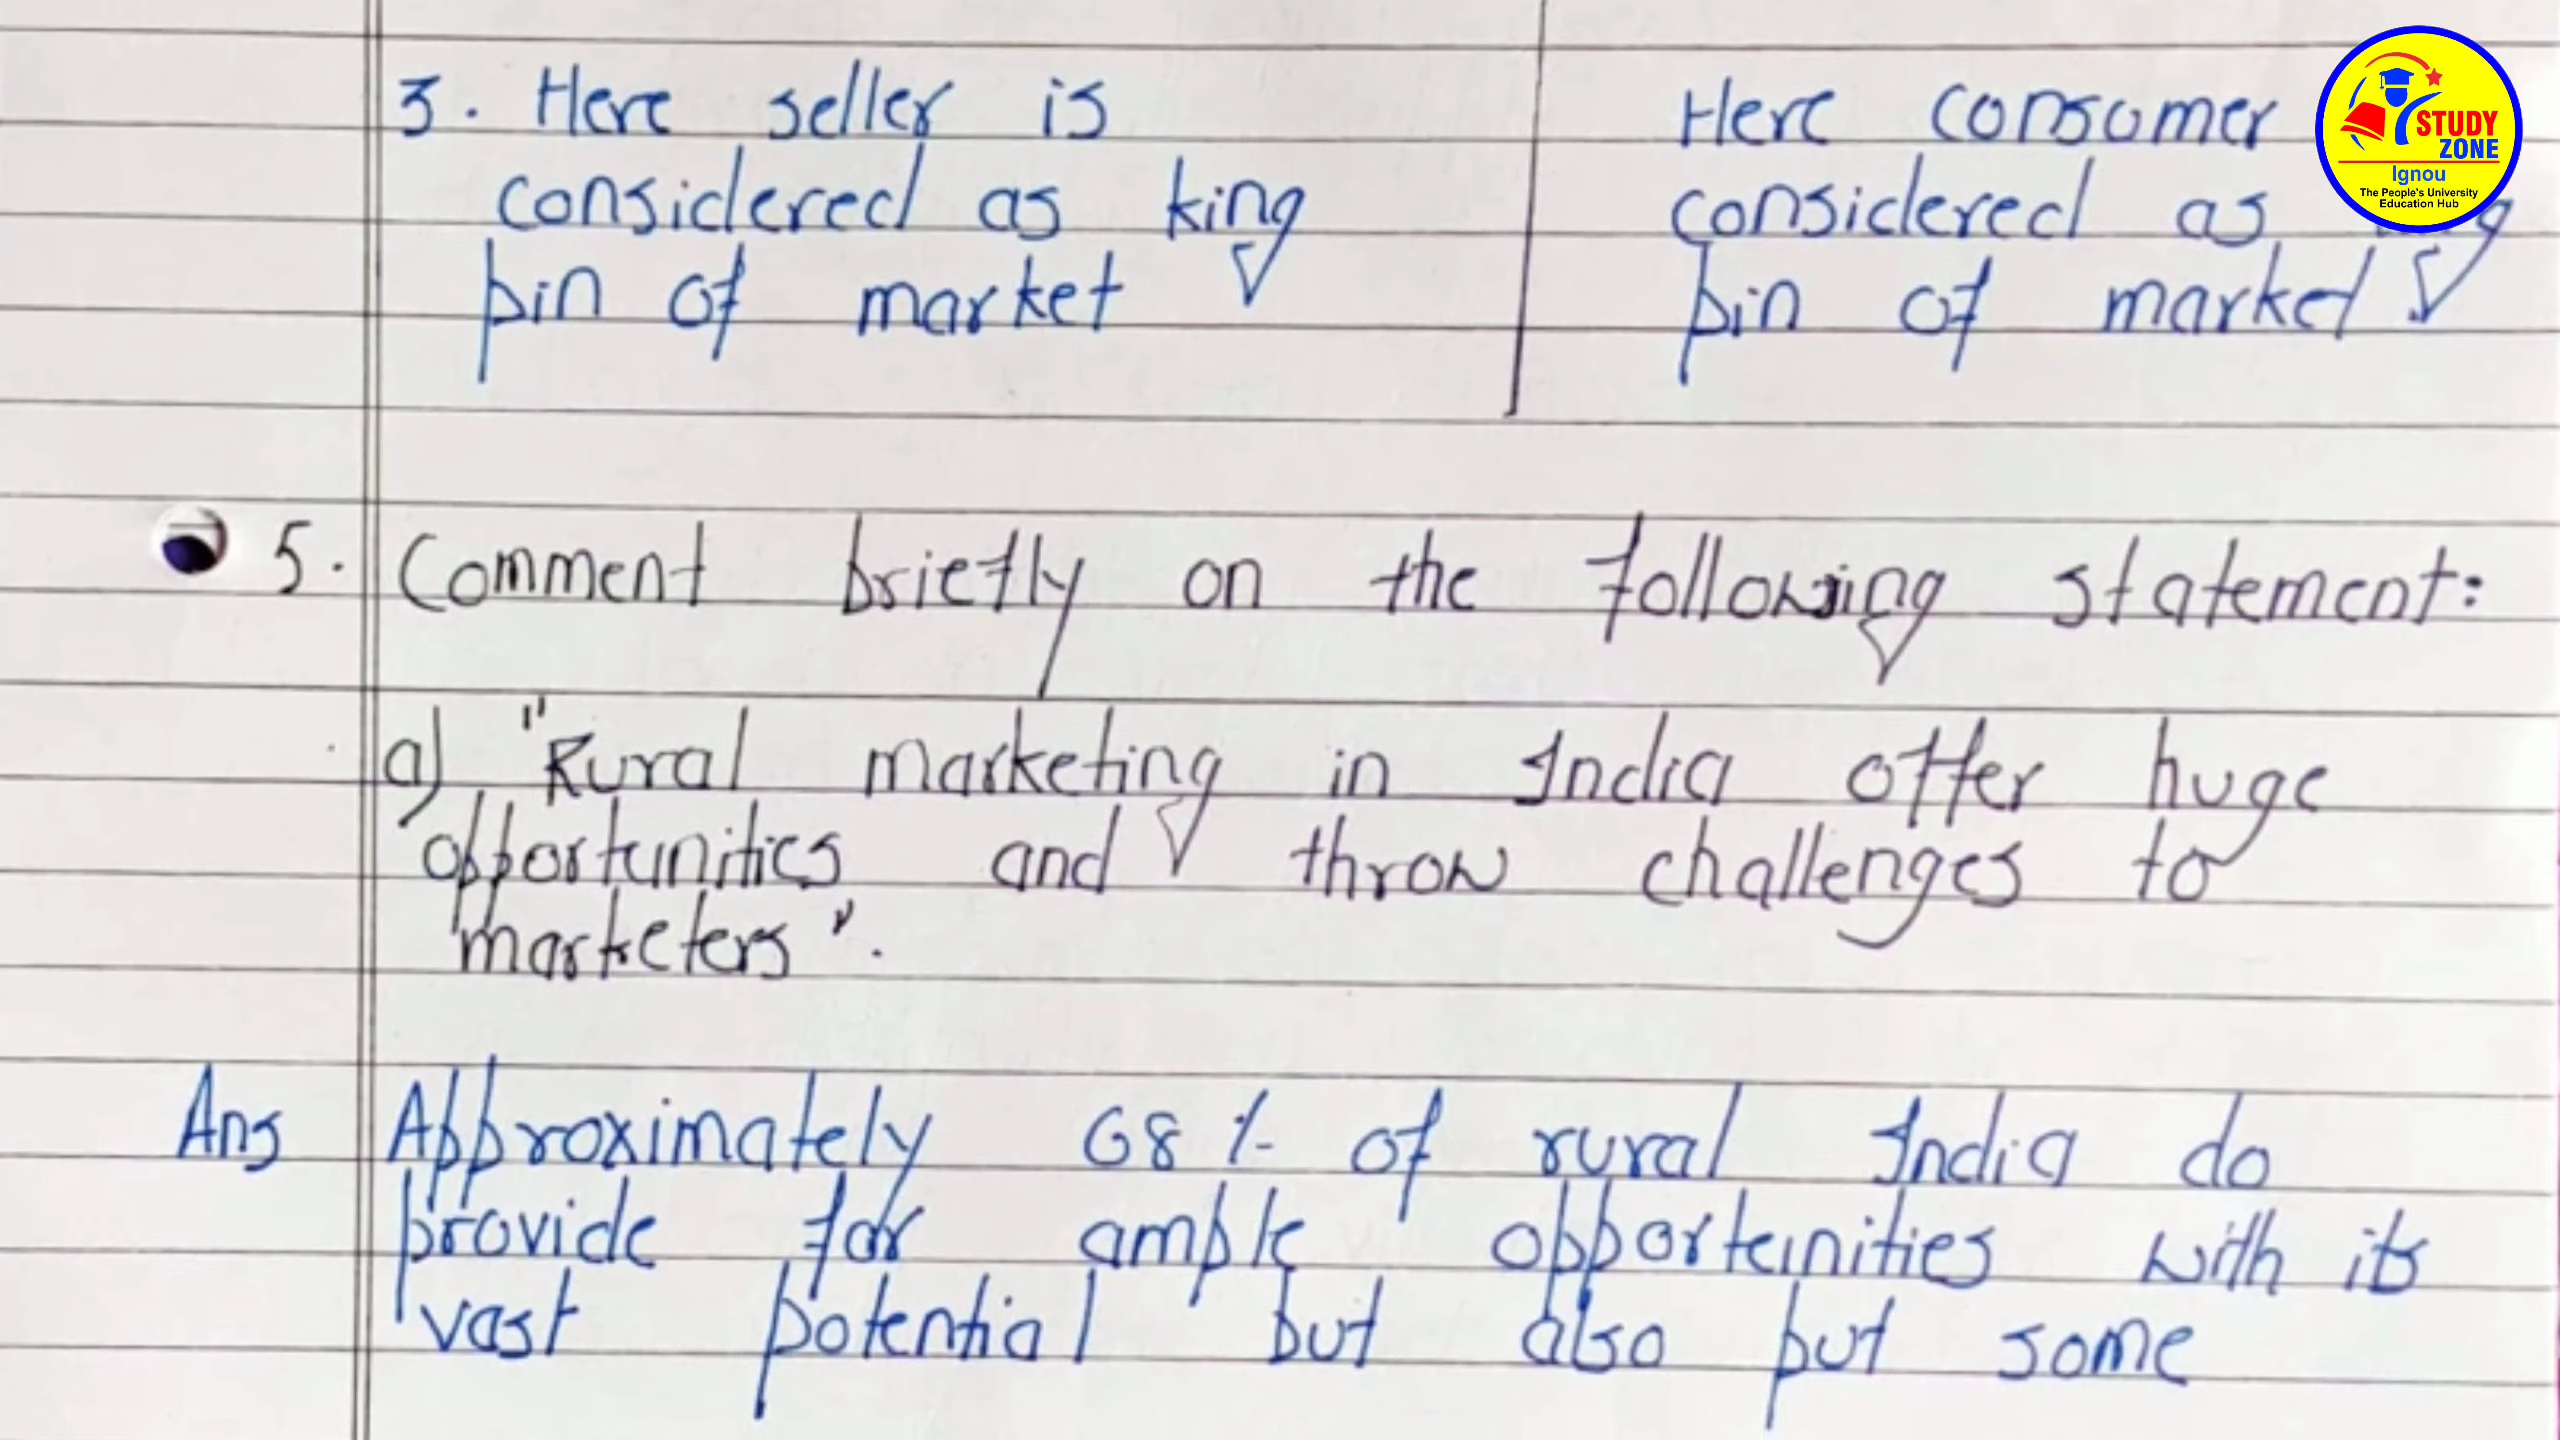 3. Here seller is
considered as king
pin of market
Here consumer
considered as
pin of market
STUDY
ZONE
Ignou
The People's University
Education Hub
5. Comment briefly on the following statement:
a) "Rural marketing in India offer huge
opportunities and throw challenges to
marketers".
Ans Approximately 68% of rural India do
provide for ample opportunities with its
vast potential but also put some